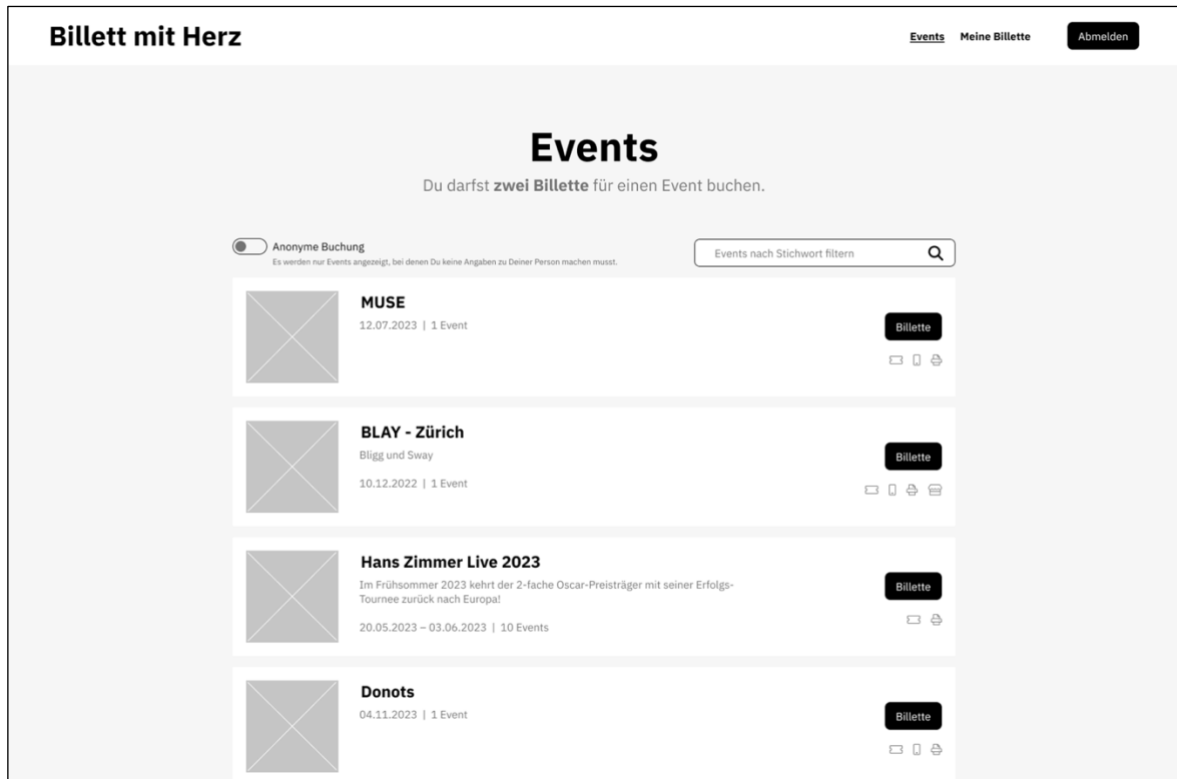 Billett mit Herz
Events Meine Billette Abmelden
Events
Du darfst zwei Billette für einen Event buchen.
Anonyme Buchung
Es werden nur Events angezeigt, bei denen Du keine Angaben zu Deiner Person machen musst.
Events nach Stichwort filtern
MUSE
12.07.2023 | 1 Event
Billette
BLAY - Zürich
Bligg und Sway
10.12.2022 | 1 Event
Billette
Hans Zimmer Live 2023
Im Frühsommer 2023 kehrt der 2-fache Oscar-Preisträger mit seiner Erfolgs-
Tournee zurück nach Europa!
20.05.2023 – 03.06.2023 | 10 Events
Billette
Donots
04.11.2023 | 1 Event
Billette